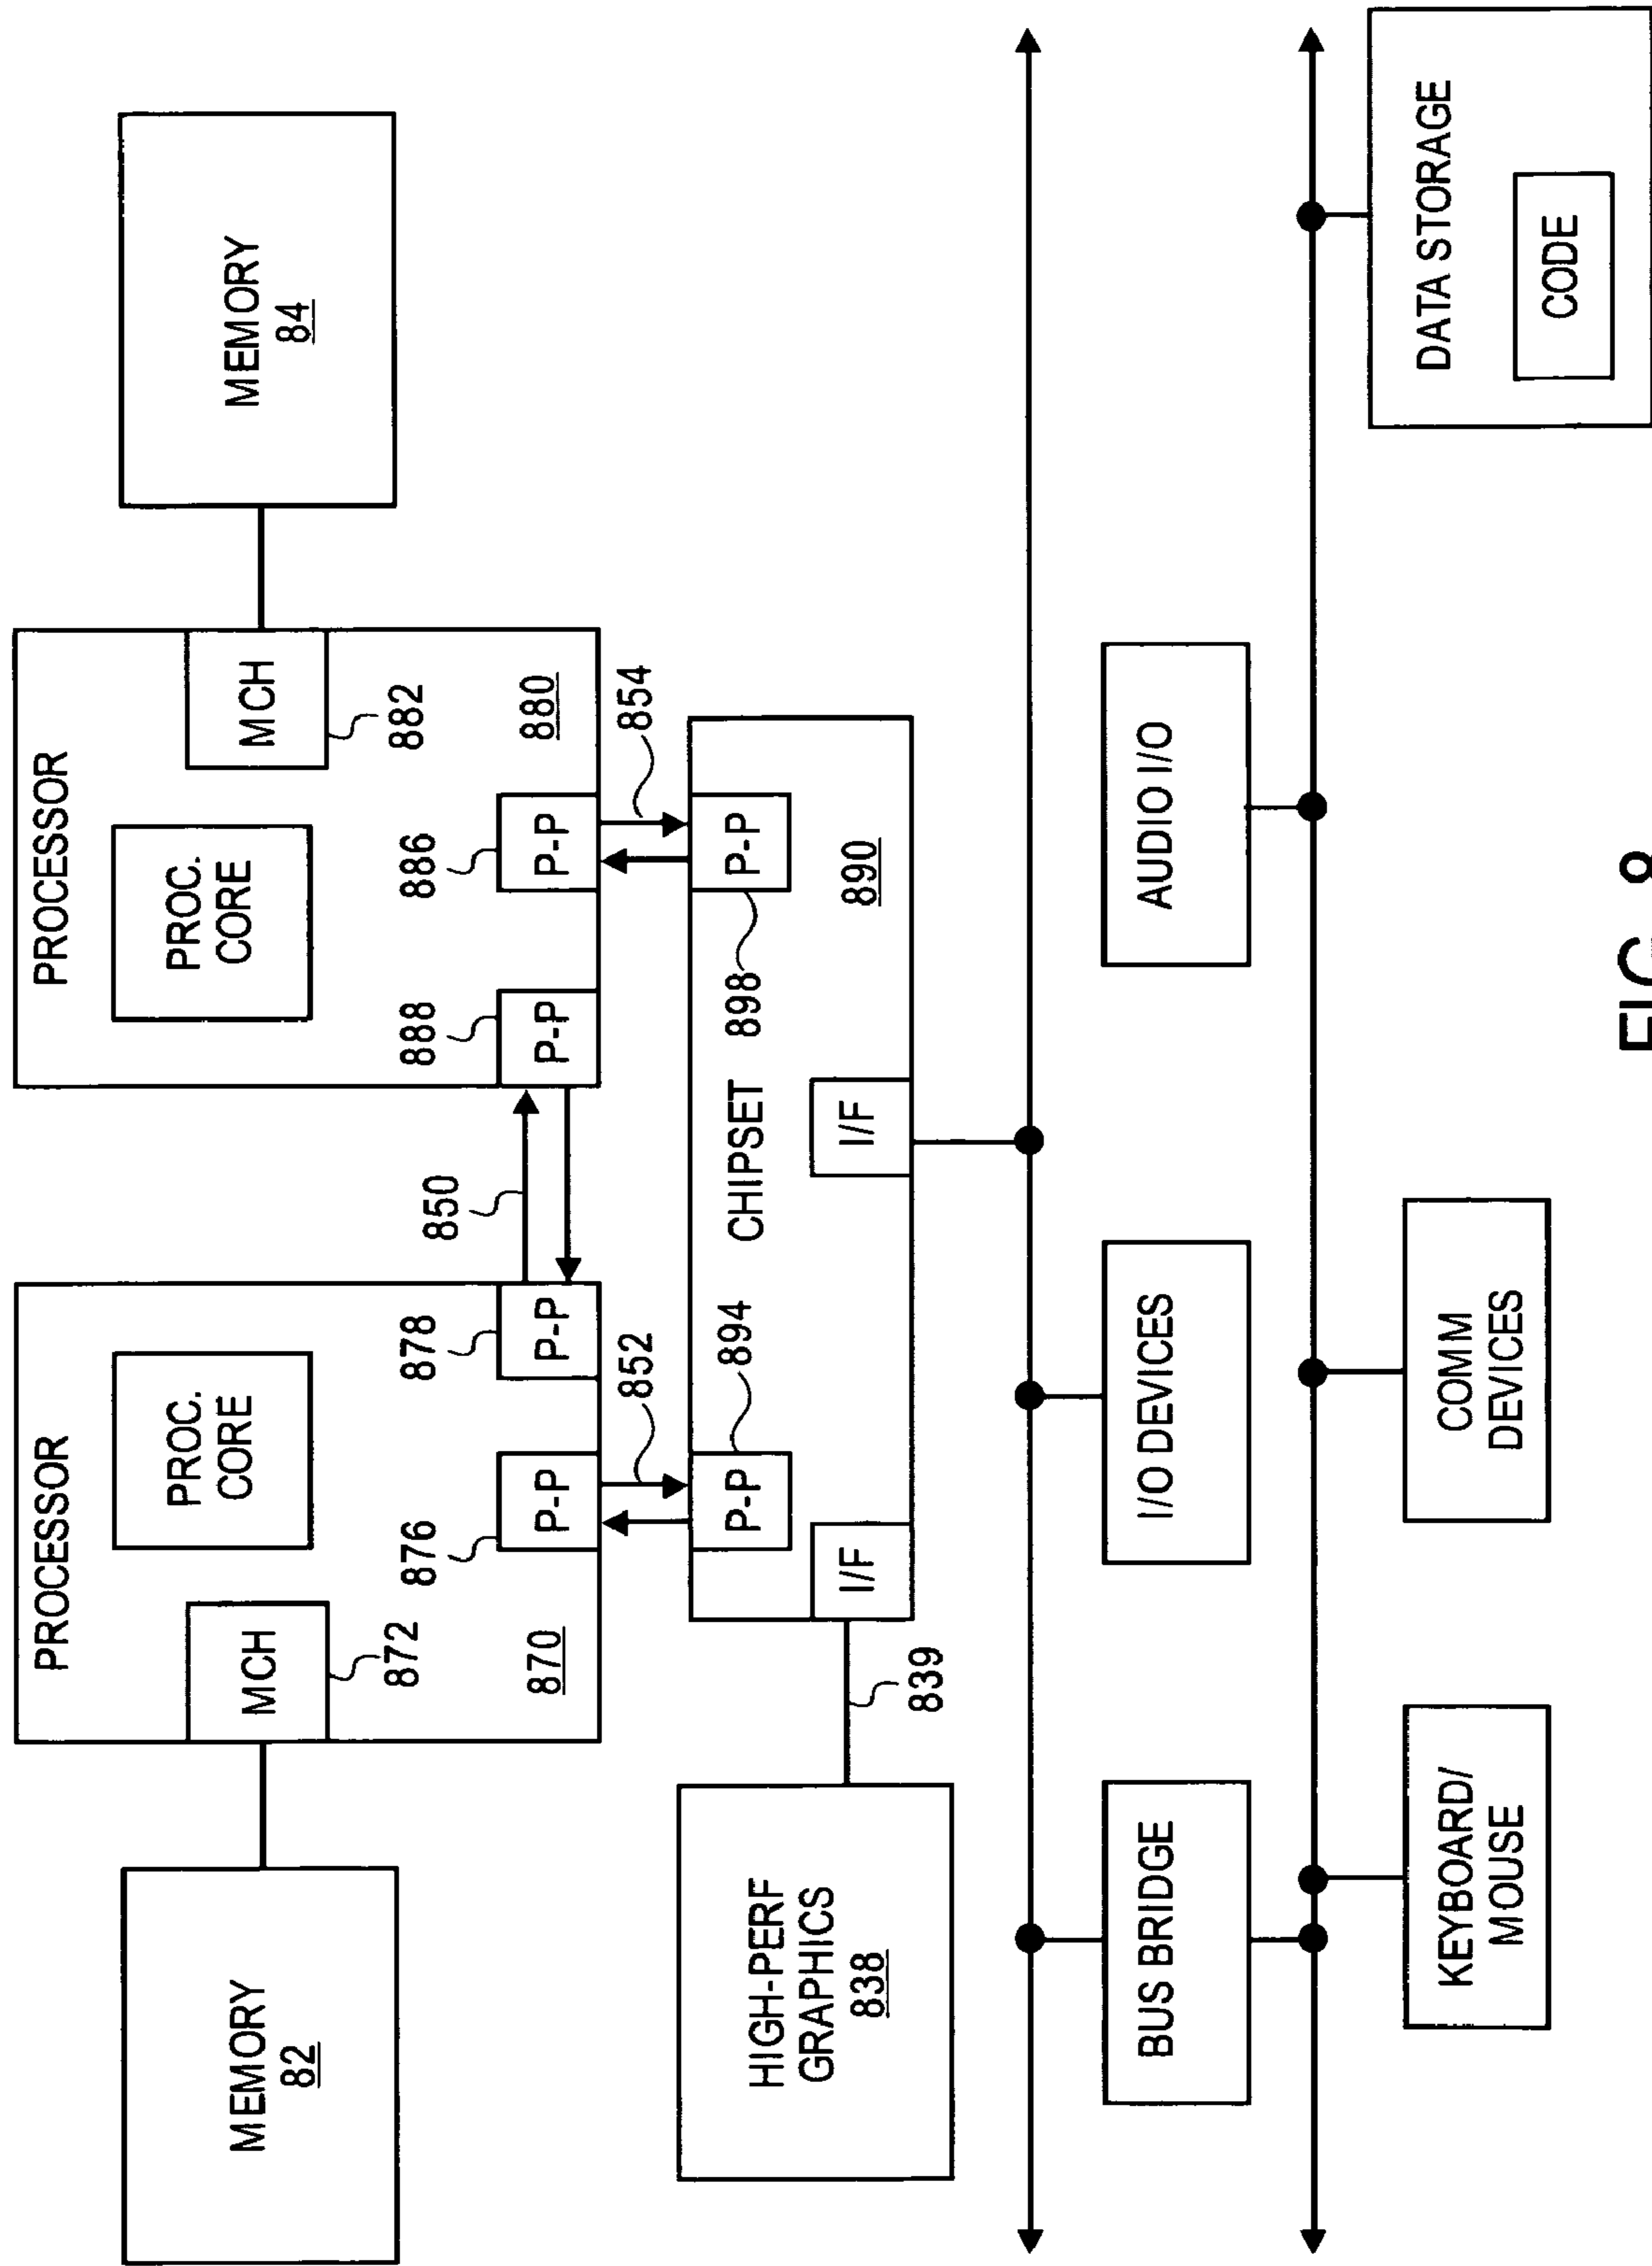 PROCESSOR
PROCESSOR
PROC.
CORE
PROC.
CORE
MEMORY
82
MCH
872
MCH
882
MEMORY
84
876
878
850
888
886
870
P-P
P-P
P-P
P-P
880
852
854
HIGH-PERF
GRAPHICS
838
P-P
894
CHIPSET
898
P-P
I/F
I/F
890
839
BUS BRIDGE
I/O DEVICES
AUDIO I/O
KEYBOARD/
MOUSE
COMM
DEVICES
DATA STORAGE
CODE
FIG. 8